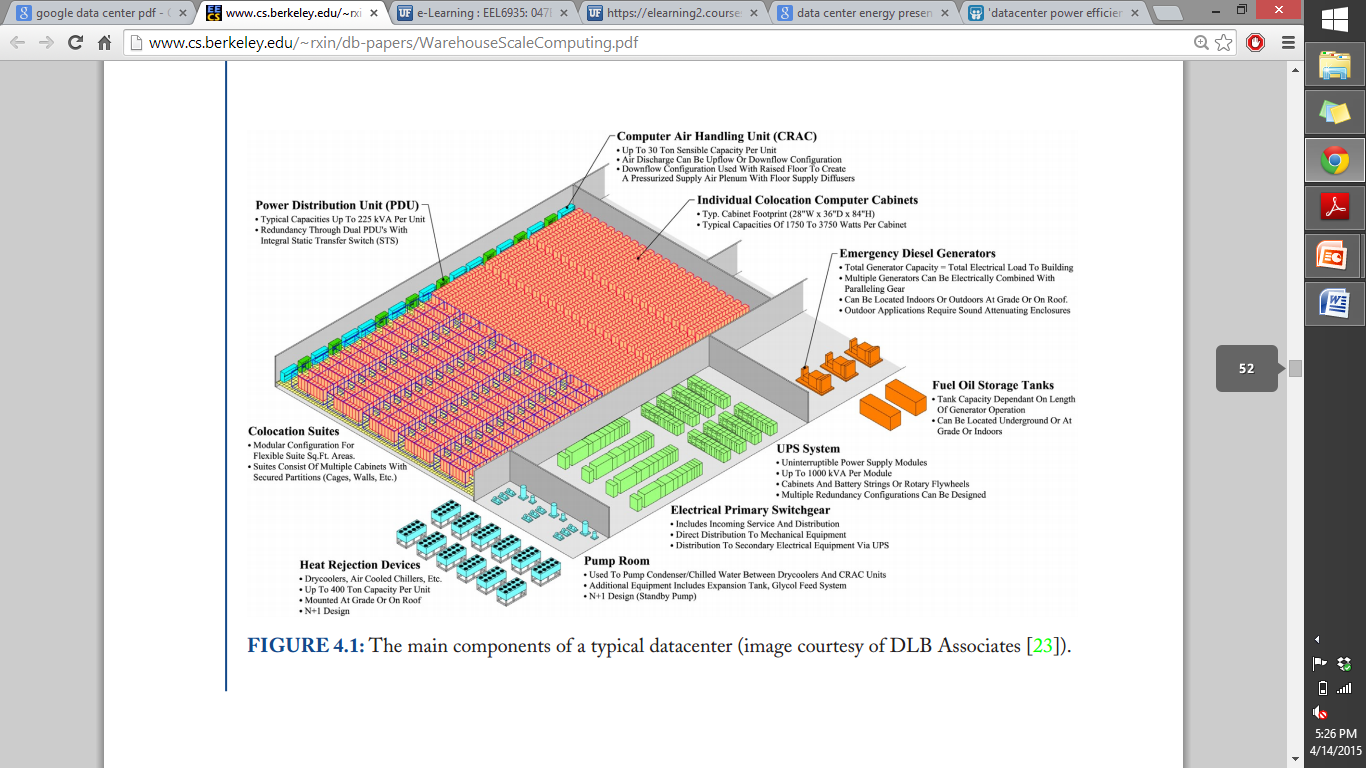 google data center pdf - G
www.cs.berkeley.edu/~rxi
e-Learning : EEL6935: 047
https://elearning2.course
data center energy presen
'datacenter power efficien
www.cs.berkeley.edu/~rxin/db-papers/WarehouseScaleComputing.pdf
Computer Air Handling Unit (CRAC)
• Up To 30 Ton Sensible Capacity Per Unit
• Air Discharge Can Be Upflow Or Downflow Configuration
• Downflow Configuration Used With Raised Floor To Create
A Pressurized Supply Air Plenum With Floor Supply Diffusers
Power Distribution Unit (PDU)
• Typical Capacities Up To 225 kVA Per Unit
• Redundancy Through Dual PDU's With
Integral Static Transfer Switch (STS)
Individual Colocation Computer Cabinets
• Typ. Cabinet Footprint (28"W x 36"D x 84"H)
• Typical Capacities Of 1750 To 3750 Watts Per Cabinet
Emergency Diesel Generators
• Total Generator Capacity = Total Electrical Load To Building
• Multiple Generators Can Be Electrically Combined With
Paralleling Gear
• Can Be Located Indoors Or Outdoors At Grade Or On Roof.
• Outdoor Applications Require Sound Attenuating Enclosures
52
Fuel Oil Storage Tanks
• Tank Capacity Dependant On Length
Of Generator Operation
• Can Be Located Underground Or At
Grade Or Indoors
Colocation Suites
• Modular Configuration For
Flexible Suite Sq.Ft. Areas.
• Suites Consist Of Multiple Cabinets With
Secured Partitions (Cages, Walls, Etc.)
UPS System
• Uninterruptible Power Supply Modules
• Up To 1000 kVA Per Module
• Cabinets And Battery Strings Or Rotary Flywheels
• Multiple Redundancy Configurations Can Be Designed
Electrical Primary Switchgear
• Includes Incoming Service And Distribution
• Direct Distribution To Mechanical Equipment
• Distribution To Secondary Electrical Equipment Via UPS
Pump Room
• Used To Pump Condenser/Chilled Water Between Drycoolers And CRAC Units
• Additional Equipment Includes Expansion Tank, Glycol Feed System
• N+1 Design (Standby Pump)
Heat Rejection Devices
• Drycoolers, Air Cooled Chillers, Etc.
• Up To 400 Ton Capacity Per Unit
• Mounted At Grade Or On Roof
• N+1 Design
FIGURE 4.1: The main components of a typical datacenter (image courtesy of DLB Associates [23]).
5:26 PM
4/14/2015